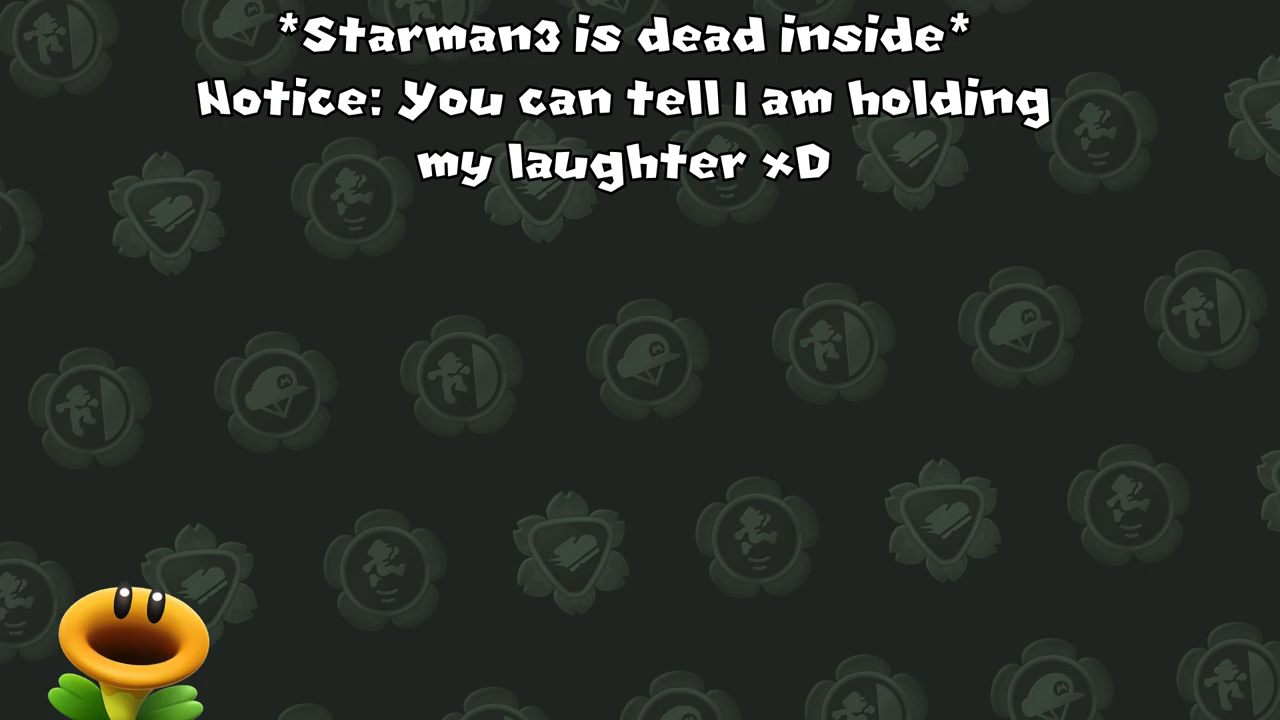 *Starman3 is dead inside*
Notice: You can tell I am holding
my laughter xD